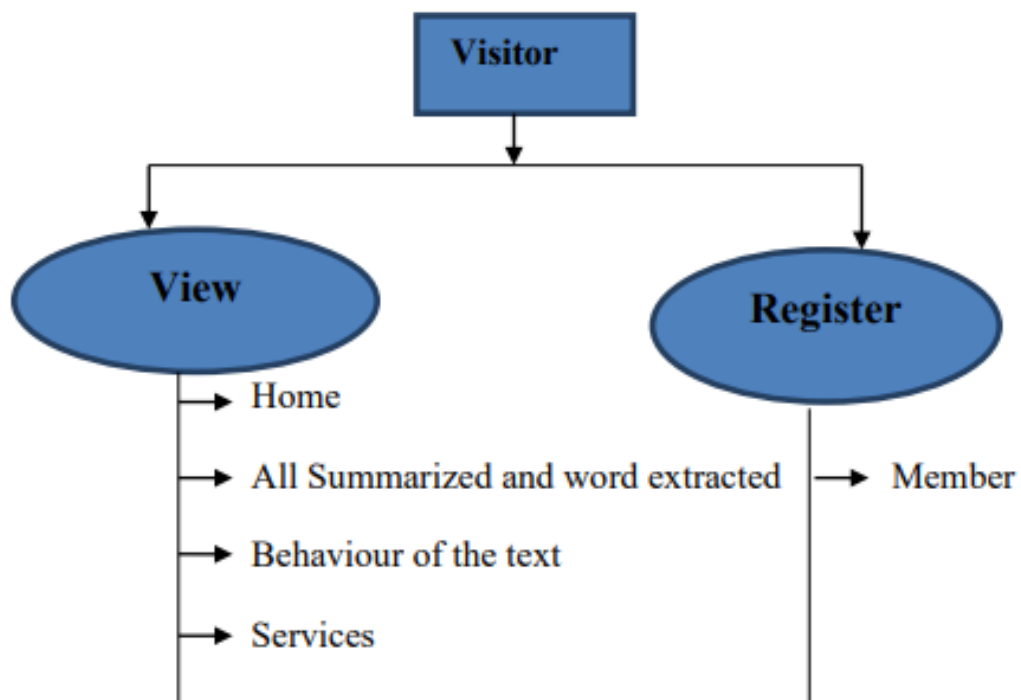 Visitor
View
Register
Home
All Summarized and word extracted
Member
Behaviour of the text
Services